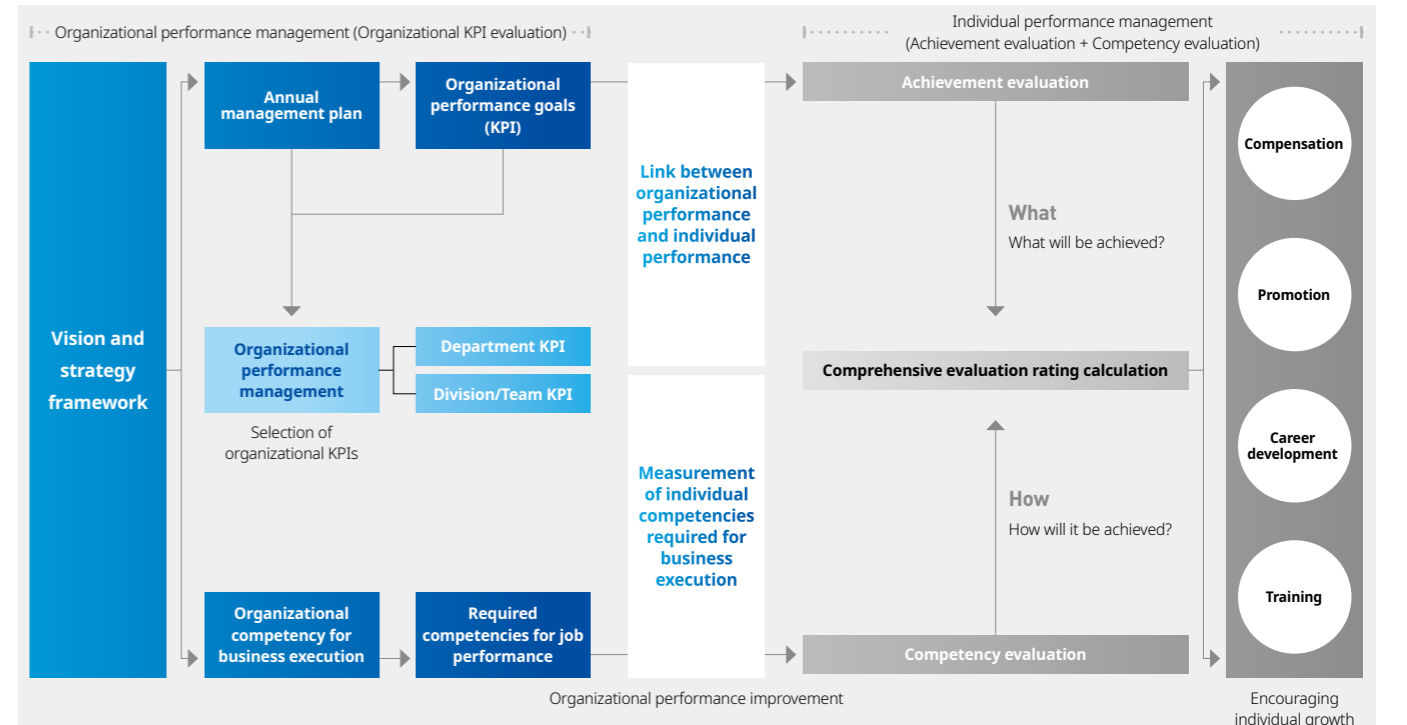 Organizational performance management (Organizational KPI evaluation)
Individual performance management
(Achievement evaluation + Competency evaluation)
Vision and
strategy
framework
Annual
management plan
Organizational
performance goals
(KPI)
Organizational
performance
management
Selection of
organizational KPIs
Department KPI
Division/Team KPI
Organizational
competency for
business execution
Required
competencies for job
performance
Link between
organizational
performance
and individual
performance
Measurement
of individual
competencies
required for
business
execution
Achievement evaluation
What
What will be achieved?
Comprehensive evaluation rating calculation
How
How will it be achieved?
Competency evaluation
Compensation
Promotion
Career
development
Training
Organizational performance improvement
Encouraging
individual growth